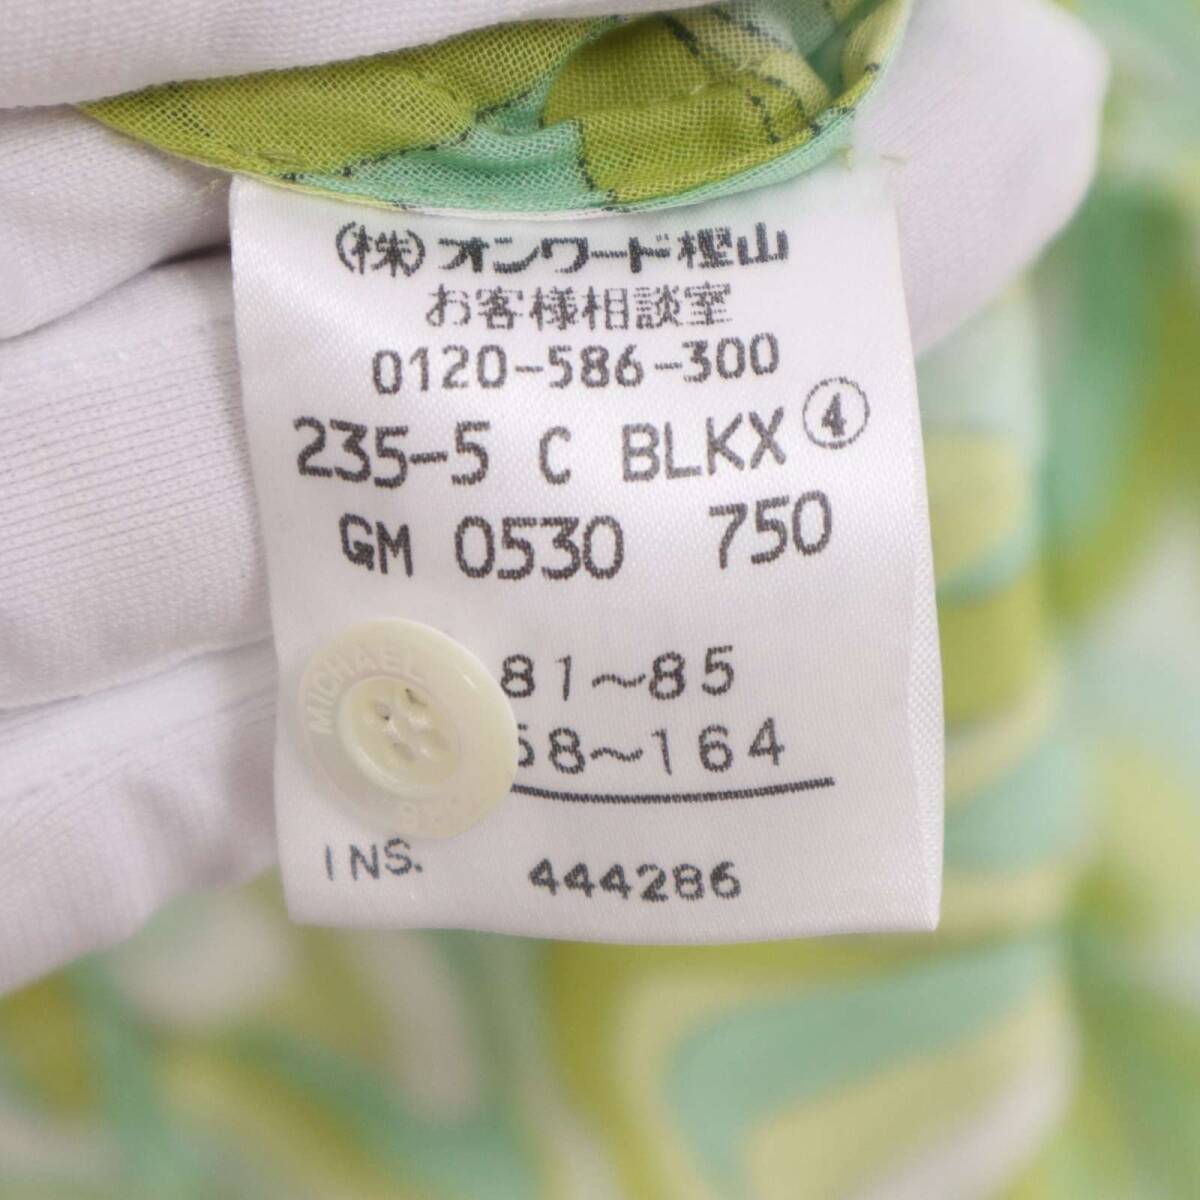 (株)オンワード樫山
お客様相談室
0120-586-300
235-5 C BLKX ④
GM 0530 750
81〜85
58〜164
MICHAEL
INS. 444286